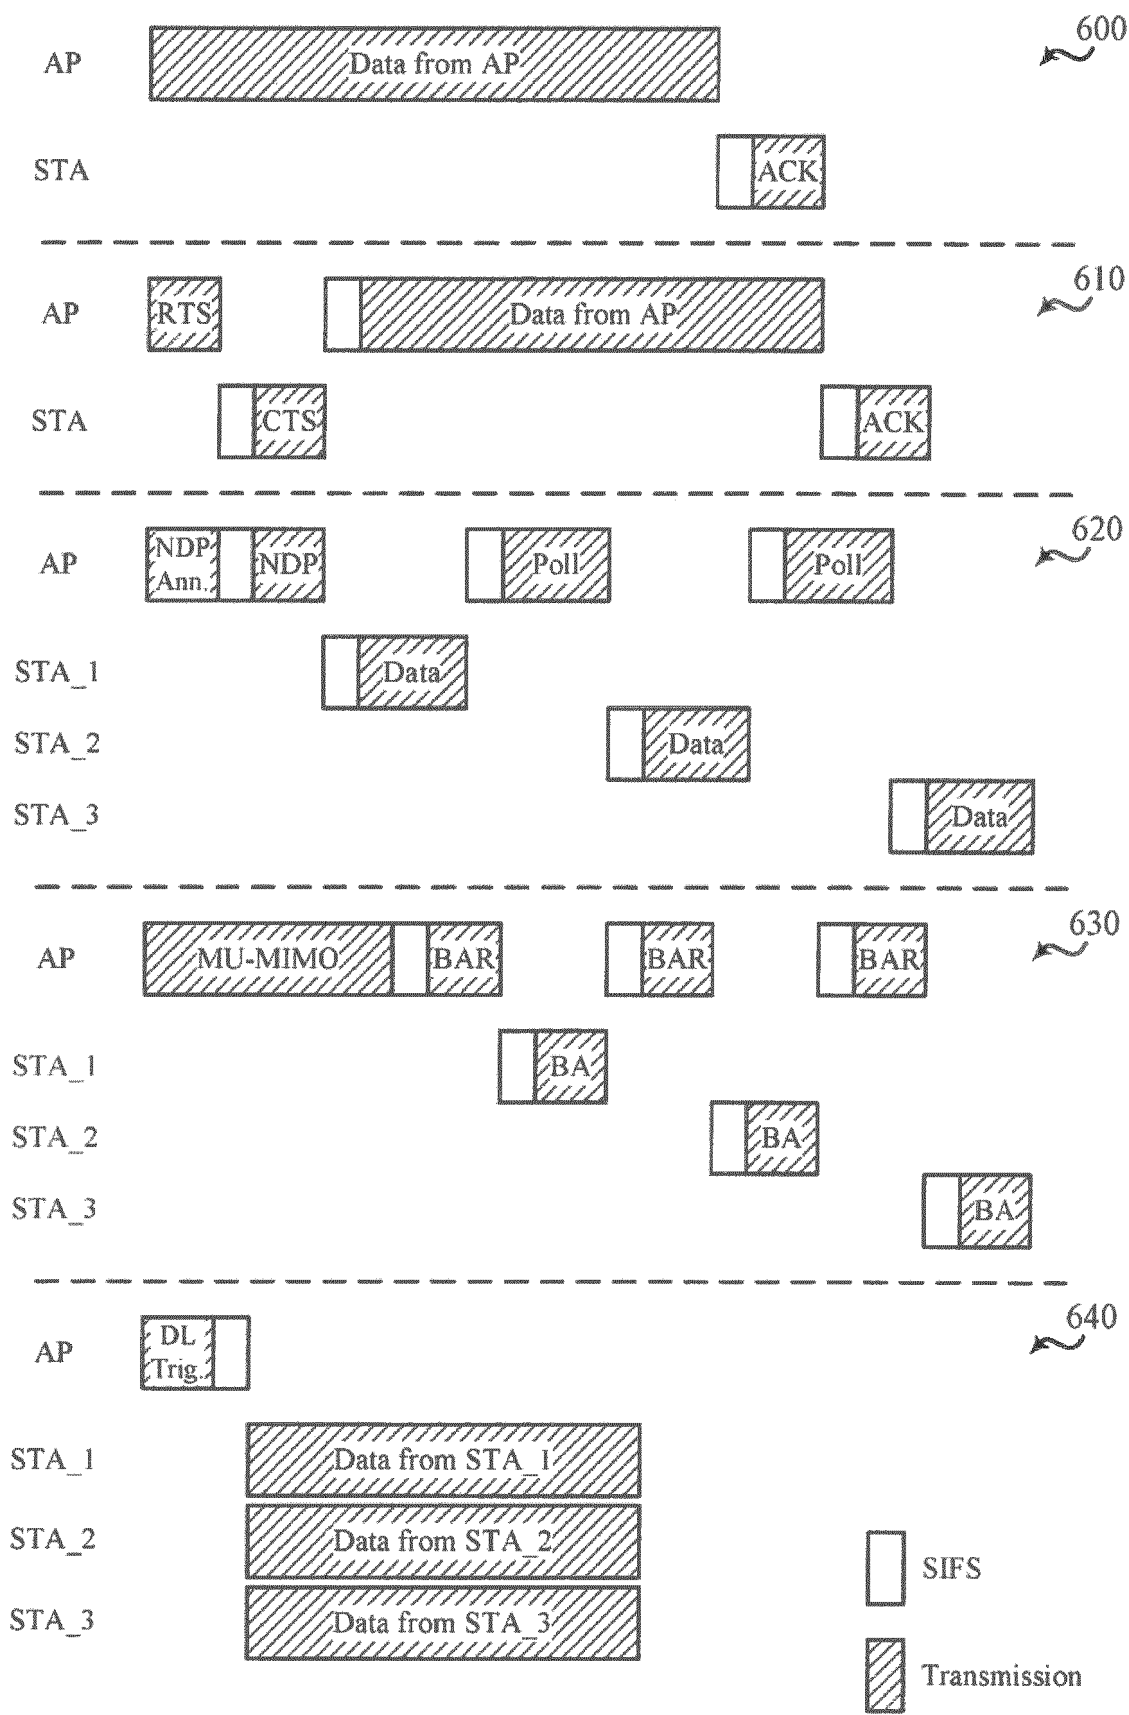 600
AP
Data from AP
STA
ACK
610
AP
RTS
Data from AP
STA
CTS
ACK
620
AP
NDP
Ann.
NDP
Poll
Poll
STA_1
Data
STA_2
Data
STA_3
Data
630
AP
MU-MIMO
BAR
BAR
BAR
STA_1
BA
STA_2
BA
STA_3
BA
640
AP
DL
Trig.
STA_1
Data from STA_1
STA_2
Data from STA_2
STA_3
Data from STA_3
SIFS
Transmission